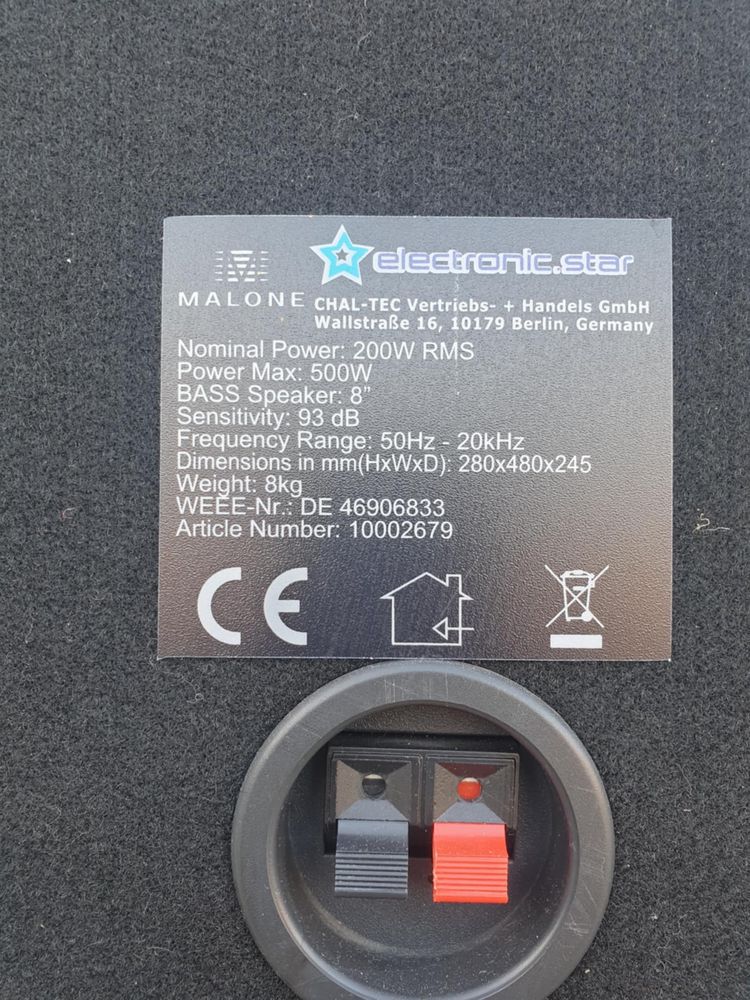 electronic.star
MALONE
CHAL-TEC Vertriebs- + Handels GmbH
Wallstraße 16, 10179 Berlin, Germany
Nominal Power: 200W RMS
Power Max: 500W
BASS Speaker: 8”
Sensitivity: 93 dB
Frequency Range: 50Hz - 20kHz
Dimensions in mm(HxWxD): 280x480x245
Weight: 8kg
WEEE-Nr.: DE 46906833
Article Number: 10002679
CE